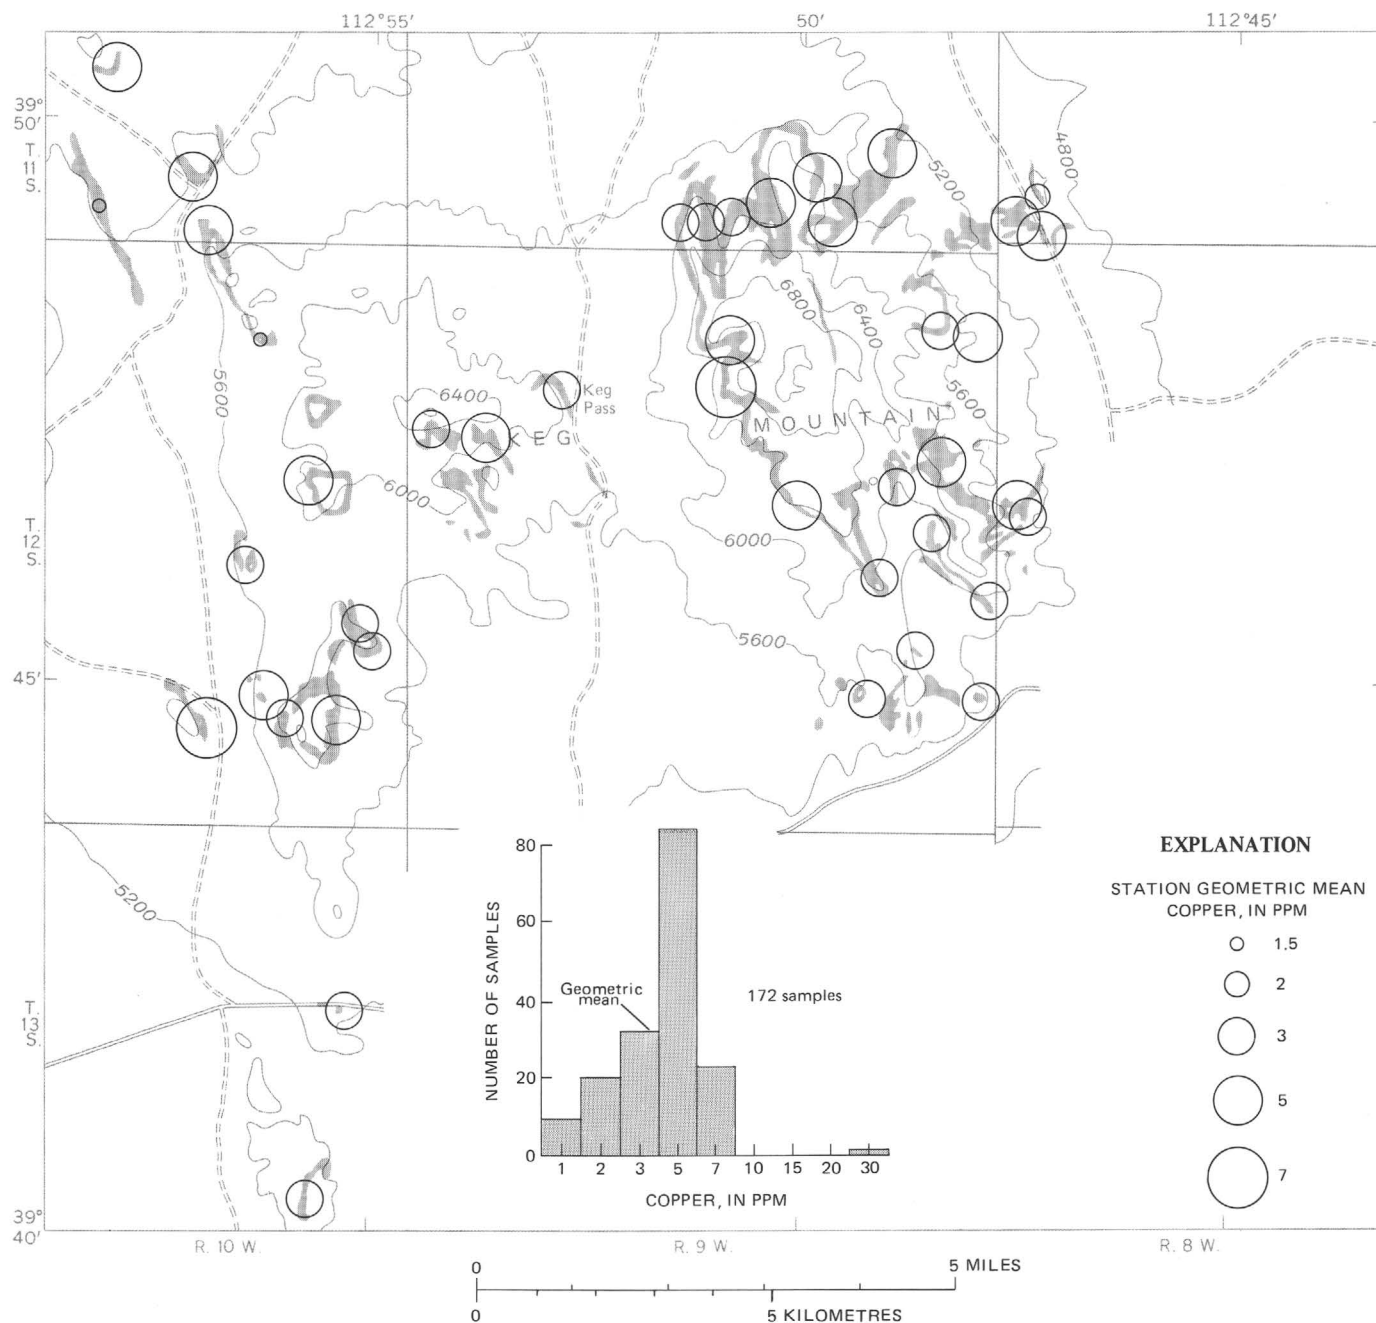 112°55'
50'
112°45'
39°
50'
T.
11
S.
4800
5200
6800
6400
5600
6400
Keg
Pass
5600
MOUNTAIN
KEG
6000
T.
12
S.
6000
5600
45'
5200
T.
13
S.
39°
40'
R. 10 W.
R. 9 W.
R. 8 W.
80
60
40
20
0
NUMBER OF SAMPLES
Geometric
mean
172 samples
1 2 3 5 7 10 15 20 30
COPPER, IN PPM
EXPLANATION
STATION GEOMETRIC MEAN
COPPER, IN PPM
1.5
2
3
5
7
0 5 MILES
0 5 KILOMETRES